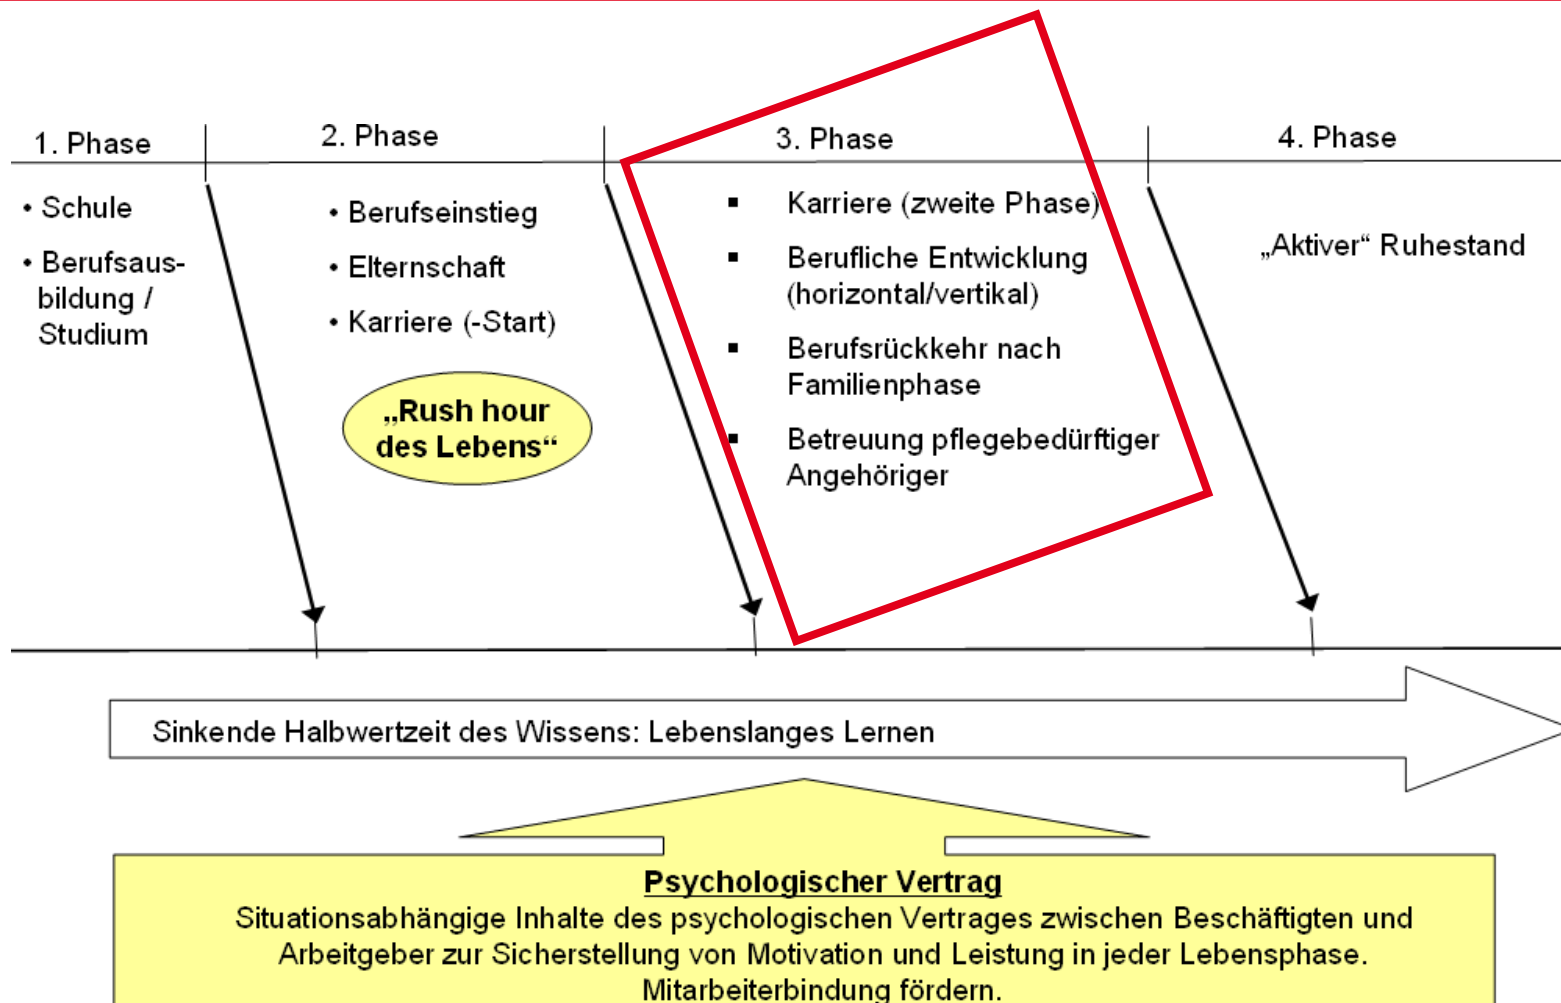 1. Phase
• Schule
• Berufsaus-
bildung /
Studium
2. Phase
• Berufseinstieg
• Elternschaft
• Karriere (-Start)
„Rush hour
des Lebens“
3. Phase
▪ Karriere (zweite Phase)
▪ Berufliche Entwicklung
(horizontal/vertikal)
▪ Berufsrückkehr nach
Familienphase
▪ Betreuung pflegebedürftiger
Angehöriger
4. Phase
„Aktiver“ Ruhestand
Sinkende Halbwertzeit des Wissens: Lebenslanges Lernen
Psychologischer Vertrag
Situationsabhängige Inhalte des psychologischen Vertrages zwischen Beschäftigten und
Arbeitgeber zur Sicherstellung von Motivation und Leistung in jeder Lebensphase.
Mitarbeiterbindung fördern.